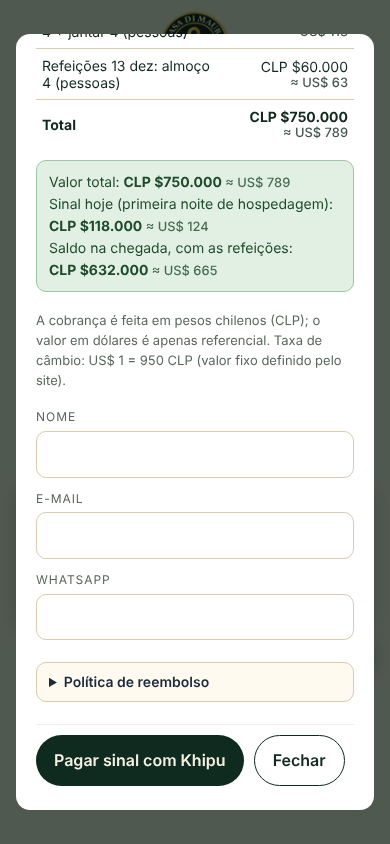 4 + jantar 4 (pessoas)
Refeições 13 dez: almoço CLP $60.000
4 (pessoas) ≈ US$ 63
Total CLP $750.000
≈ US$ 789
Valor total: CLP $750.000 ≈ US$ 789
Sinal hoje (primeira noite de hospedagem):
CLP $118.000 ≈ US$ 124
Saldo na chegada, com as refeições:
CLP $632.000 ≈ US$ 665
A cobrança é feita em pesos chilenos (CLP); o
valor em dólares é apenas referencial. Taxa de
câmbio: US$ 1 = 950 CLP (valor fixo definido pelo
site).
NOME
E-MAIL
WHATSAPP
▶ Política de reembolso
Pagar sinal com Khipu Fechar